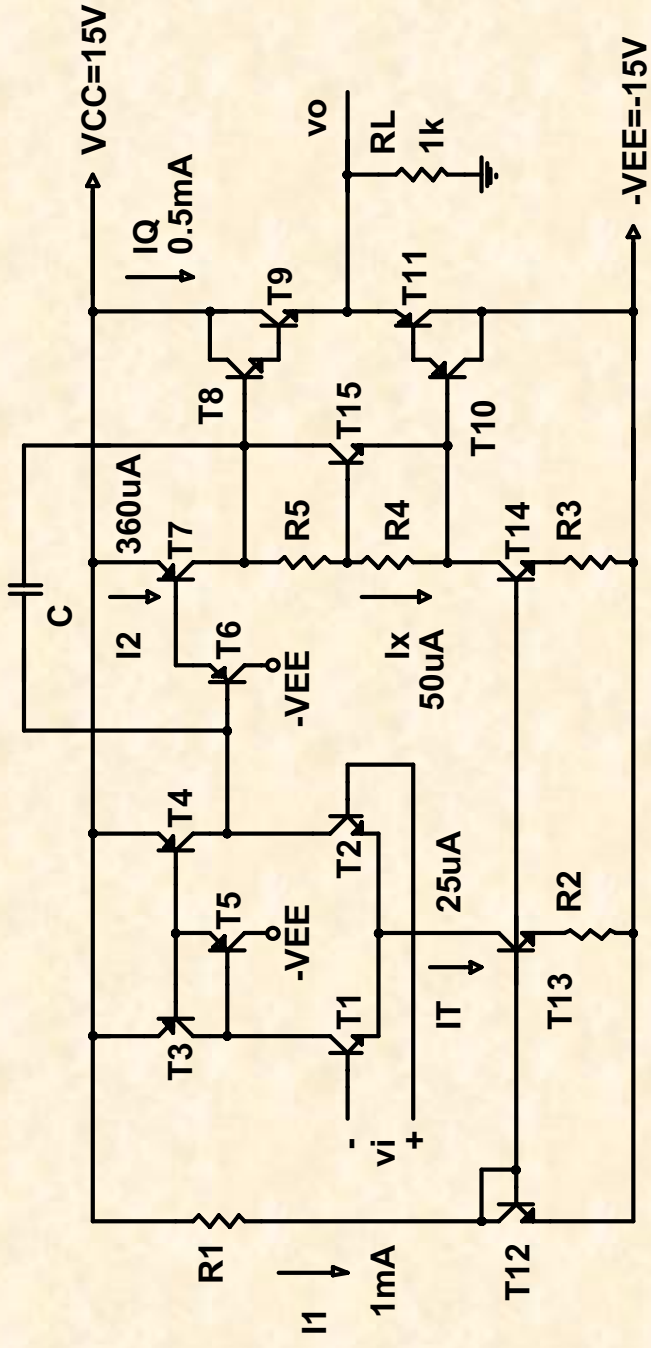 VCC=15V
IQ
0.5mA
C
I2
360uA
T7
T8
T9
T3
T4
T5
T6
-VEE
-VEE
R1
R5
T15
vo
RL
1k
T11
T10
I1
1mA
-
vi
+
T1
T2
Ix
50uA
R4
IT
25uA
T12
T13
T14
R2
R3
-VEE=-15V